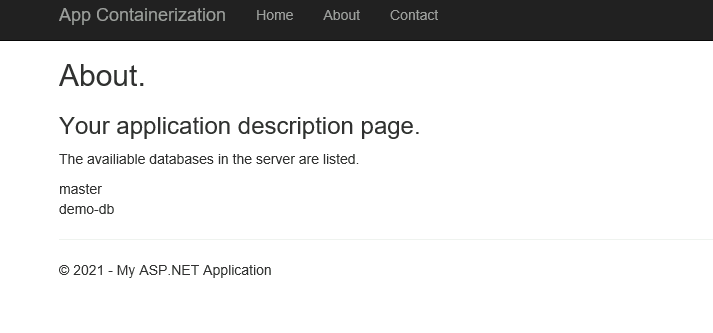 App Containerization Home About Contact
About.
Your application description page.
The availiable databases in the server are listed.
master
demo-db
© 2021 - My ASP.NET Application